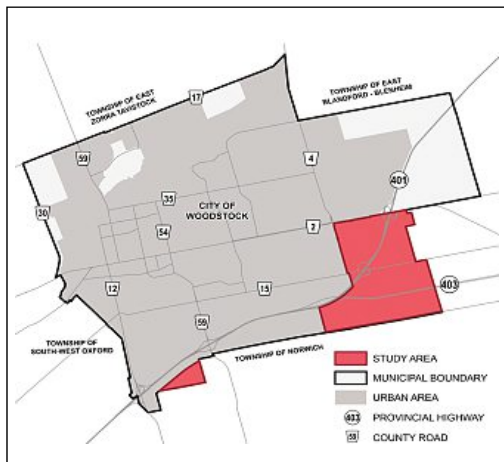 17
TOWNSHIP OF EAST
ZORRA TAVISTOCK
TOWNSHIP OF EAST
BLANDFORD - BLENHEIM
59
4
401
35
30
CITY OF
WOODSTOCK
54
2
12
15
403
59
TOWNSHIP OF
SOUTH-WEST OXFORD
TOWNSHIP OF NORWICH
STUDY AREA
MUNICIPAL BOUNDARY
URBAN AREA
403 PROVINCIAL HIGHWAY
59 COUNTY ROAD